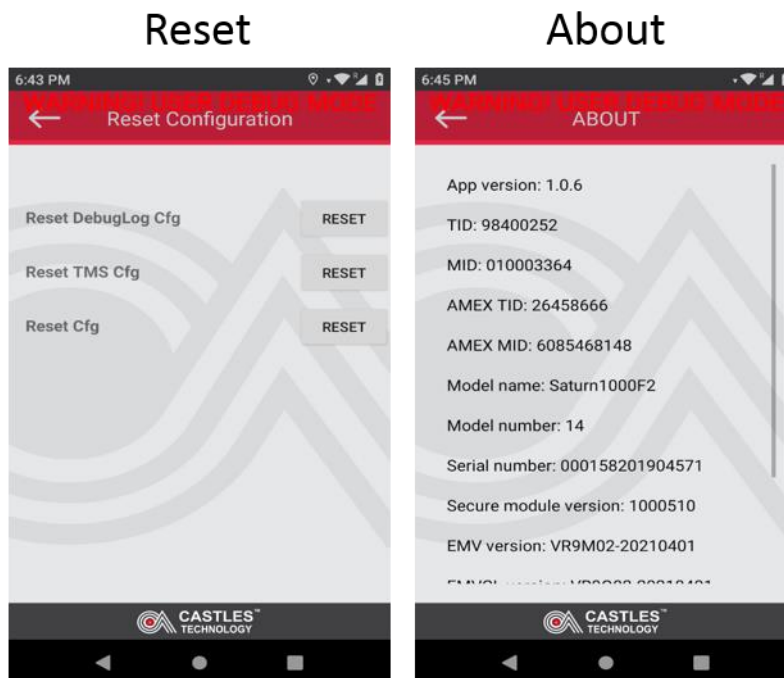 Reset
About
6:43 PM
WARNING! USER DEBUG MODE
Reset Configuration
Reset DebugLog Cfg
RESET
Reset TMS Cfg
RESET
Reset Cfg
RESET
CASTLES™
TECHNOLOGY
6:45 PM
WARNING! USER DEBUG MODE
ABOUT
App version: 1.0.6
TID: 98400252
MID: 010003364
AMEX TID: 26458666
AMEX MID: 6085468148
Model name: Saturn1000F2
Model number: 14
Serial number: 000158201904571
Secure module version: 1000510
EMV version: VR9M02-20210401
CASTLES™
TECHNOLOGY